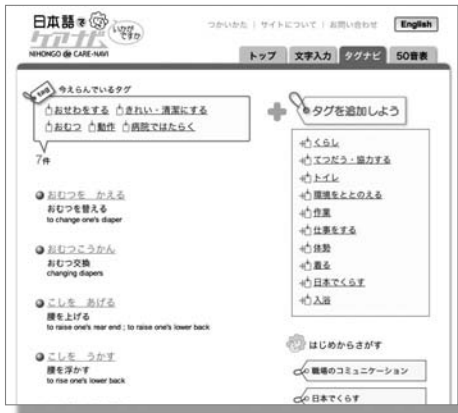 日本語で
ケアナビ
いかが
ですか
NIHONGO de CARE-NAVI
つかいかた | サイトについて | お問い合わせ
English
トップ
文字入力
タグナビ
50音表
tag
今えらんでいるタグ
おせわをする きれい・清潔にする
おむつ 動作 病院ではたらく
7件
おむつを かえる
おむつを替える
to change one's diaper
おむつこうかん
おむつ交換
changing diapers
こしを あげる
腰を上げる
to raise one's rear end ; to raise one's lower back
こしを うかす
腰を浮かす
to rise one's lower back
タグを追加しよう
くらし
てつだう・協力する
トイレ
環境をととのえる
作業
仕事をする
体勢
着る
日本でくらす
入浴
はじめからさがす
職場のコミュニケーション
日本でくらす